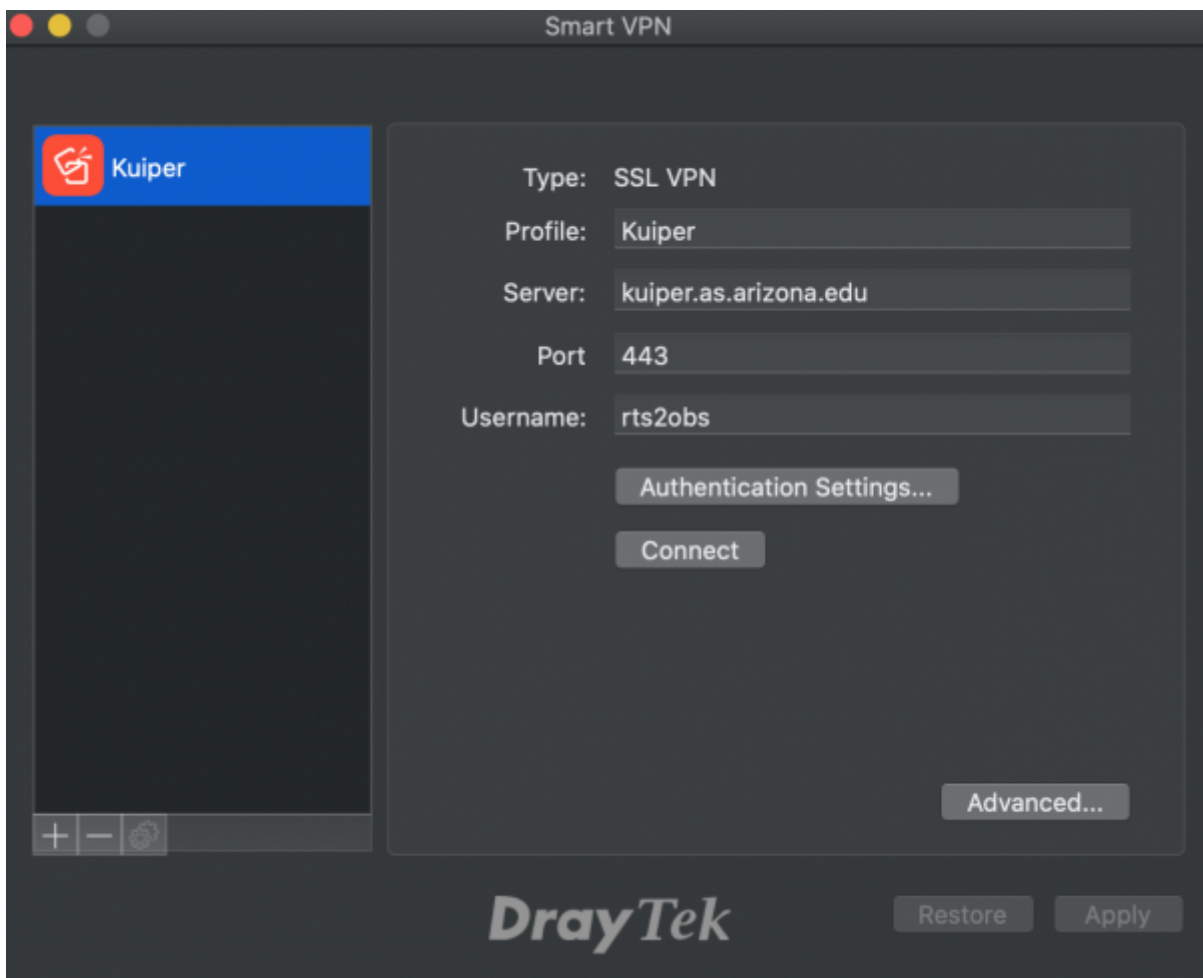 Smart VPN
Kuiper
Type: SSL VPN
Profile: Kuiper
Server: kuiper.as.arizona.edu
Port 443
Username: rts2obs
Authentication Settings...
Connect
Advanced...
DrayTek
Restore Apply